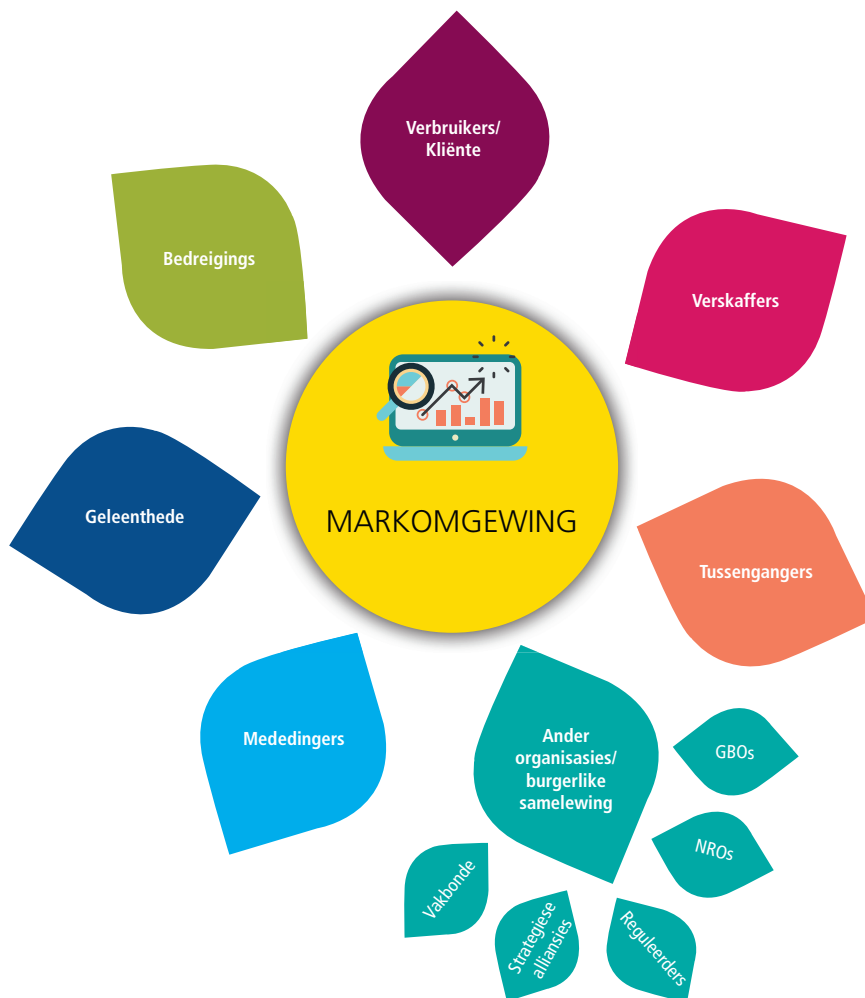 Verbruikers/
Kliënte
Bedreigings
Verskaffers
MARKOMGEWING
Geleenthede
Tussengangers
Mededingers
Ander
organisasies/
burgerlike
samelewing
GBOs
NROs
Vakbonde
Strategiese
alliansies
Reguleerders